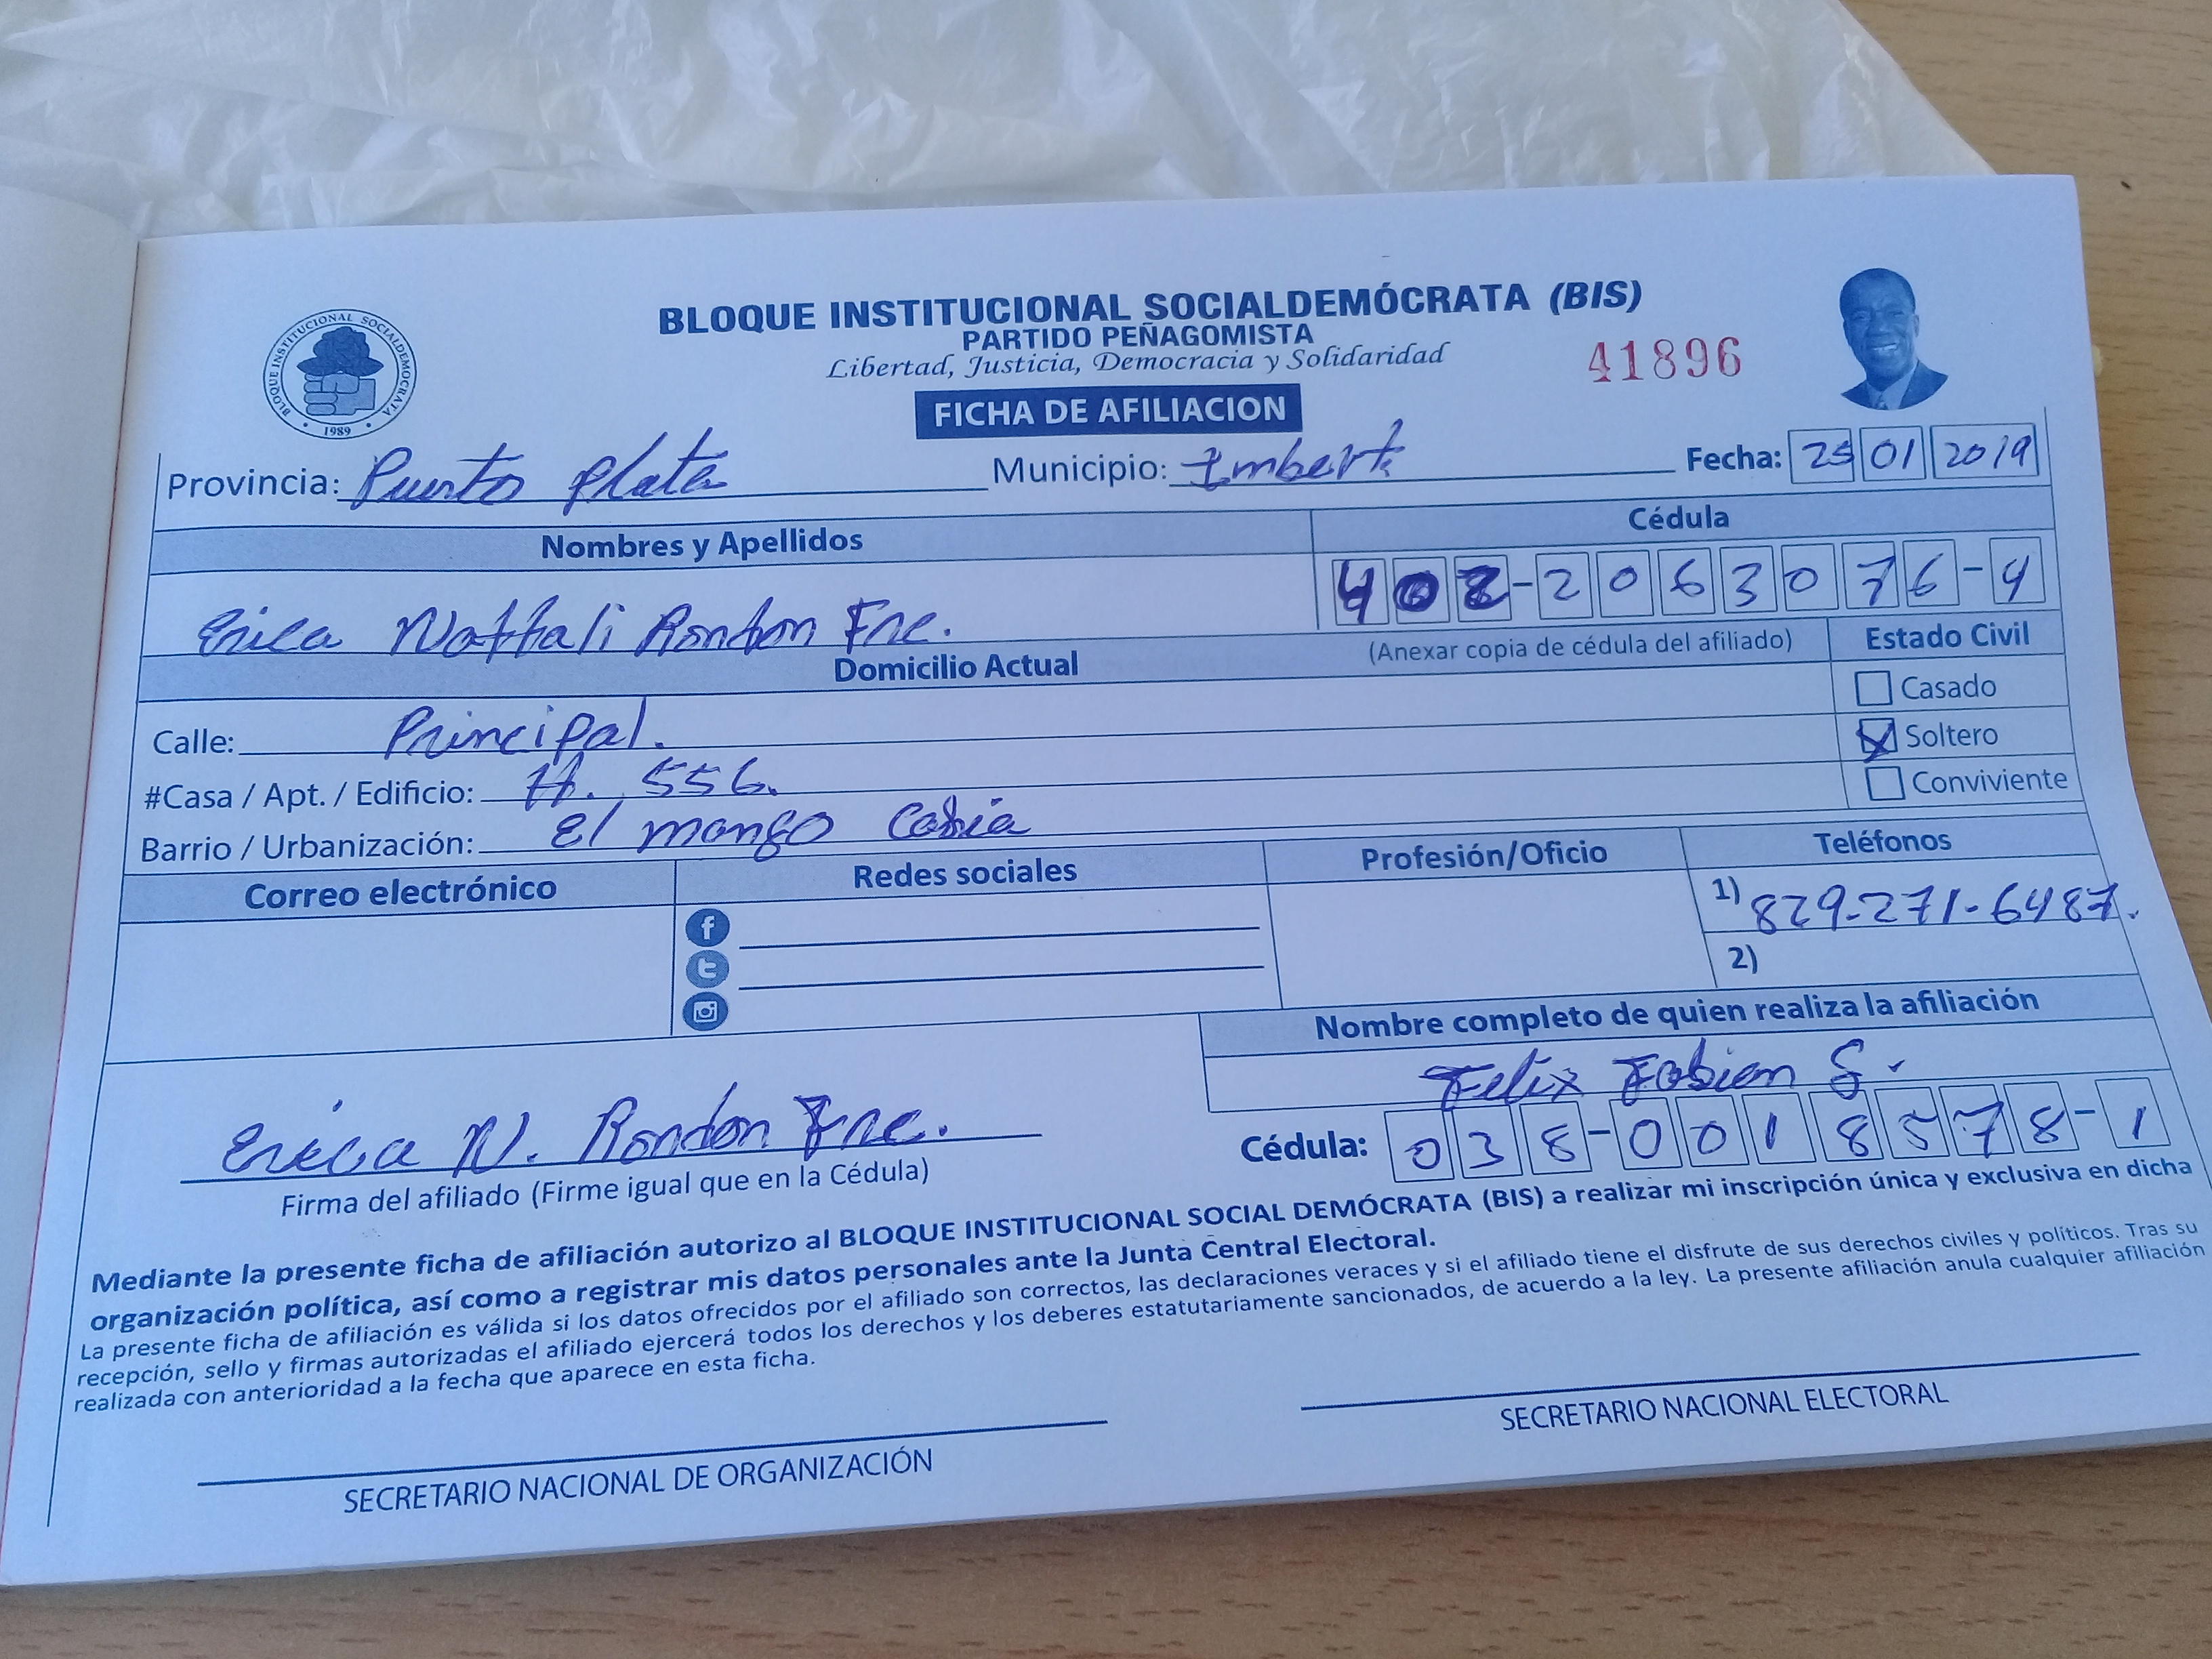 BLOQUE INSTITUCIONAL SOCIALDEMÓCRATA (BIS)
PARTIDO PEÑAGOMISTA
Libertad, Justicia, Democracia y Solidaridad
41896
BLOQUE INSTITUCIONAL SOCIALDEMOCRATA
• 1989 •
FICHA DE AFILIACION
Provincia: Puerto Plata Municipio: Imbert Fecha: 25 01 2019
Nombres y Apellidos Cédula
Erica Nathali Rondon Fnc. 402-2063076-4
Domicilio Actual (Anexar copia de cédula del afiliado) Estado Civil
Casado
Calle: Principal. Soltero
#Casa / Apt. / Edificio: #. 556. Conviviente
Barrio / Urbanización: El mango
Correo electrónico Redes sociales Profesión/Oficio Teléfonos
1) 829-271-6487.
2)
Nombre completo de quien realiza la afiliación
Felix Fabian S.
Erica N. Rondon Fnc. Cédula: 038-0018578-1
Firma del afiliado (Firme igual que en la Cédula)
Mediante la presente ficha de afiliación autorizo al BLOQUE INSTITUCIONAL SOCIAL DEMÓCRATA (BIS) a realizar mi inscripción única y exclusiva en dicha
organización política, así como a registrar mis datos personales ante la Junta Central Electoral.
La presente ficha de afiliación es válida si los datos ofrecidos por el afiliado son correctos, las declaraciones veraces y si el afiliado tiene el disfrute de sus derechos civiles y políticos. Tras su
recepción, sello y firmas autorizadas el afiliado ejercerá todos los derechos y los deberes estatutariamente sancionados, de acuerdo a la ley. La presente afiliación anula cualquier afiliación
realizada con anterioridad a la fecha que aparece en esta ficha.
SECRETARIO NACIONAL DE ORGANIZACIÓN SECRETARIO NACIONAL ELECTORAL